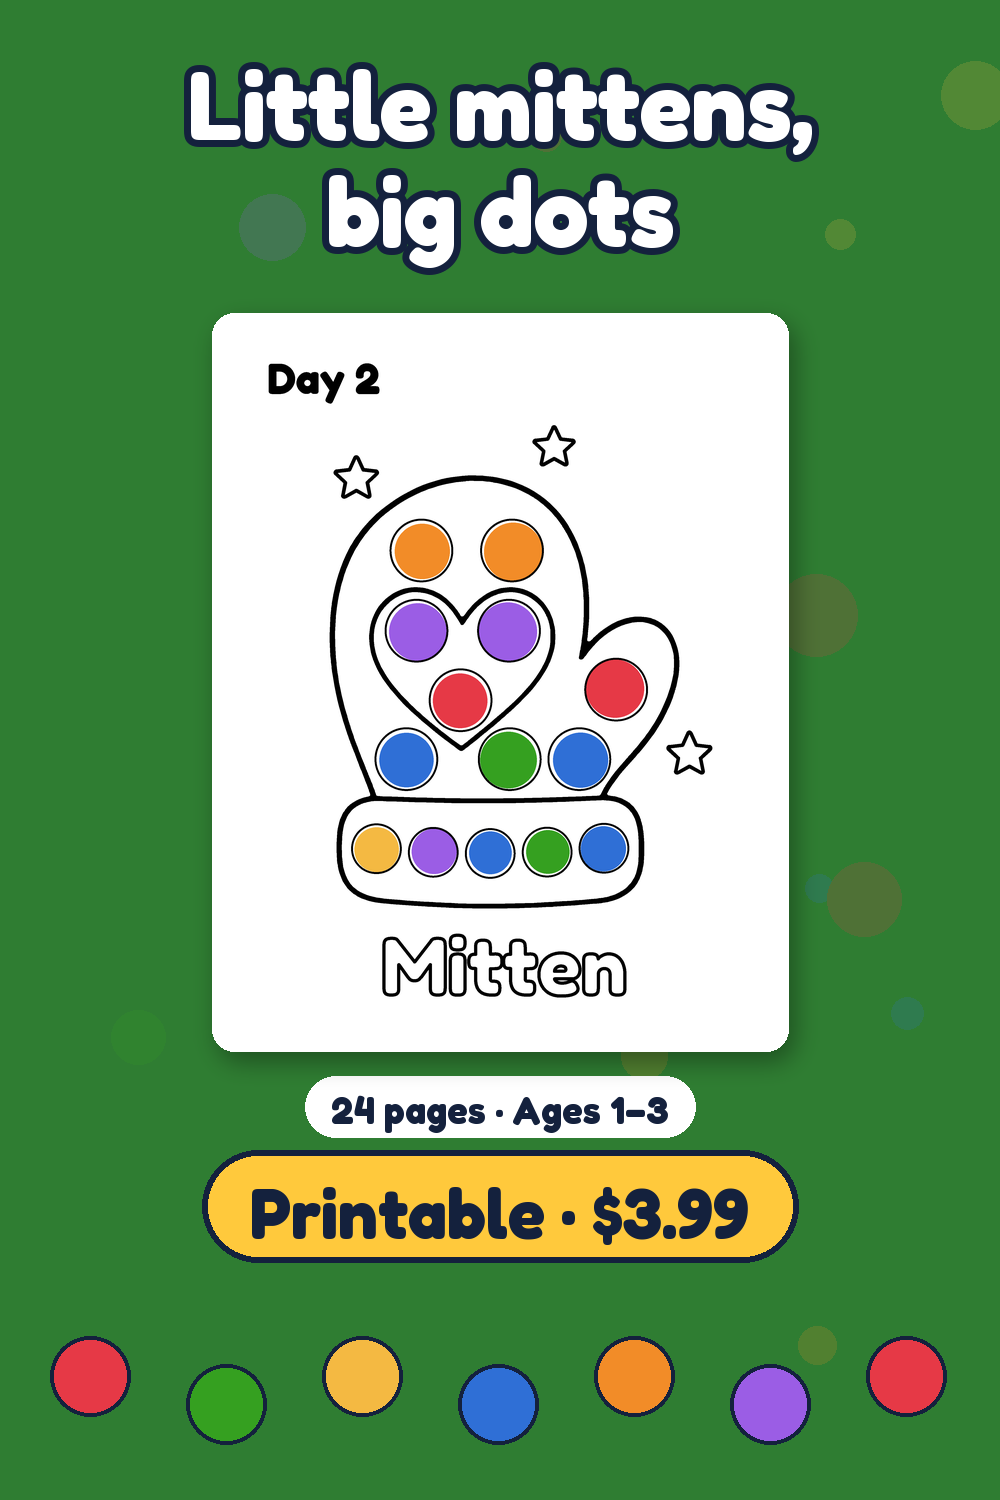 Little mittens,
big dots
Day 2
Mitten
24 pages · Ages 1–3
Printable · $3.99